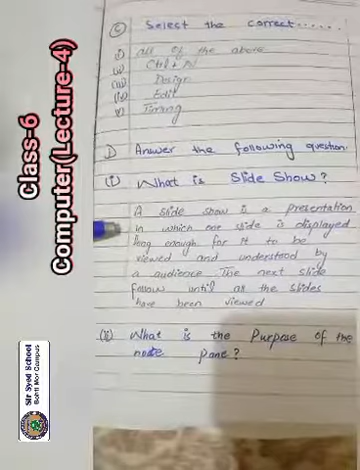 Class-6
Computer(Lecture-4)
Sir Syed School
Bohti Mor Campus
(C) Select the correct......
(i) all of the above
(ii) Ctrl +
(iii) Design
(iv) Edit
v) Timing
D) Answer the following question.
(i) What is Slide Show?
A slide show is a presentation
in which one slide is displayed
long enough for it to be
viewed and understood by
a audience. The next slide
follow until all the slides
have been viewed
(ii) What is the Purpose of the
note pane?